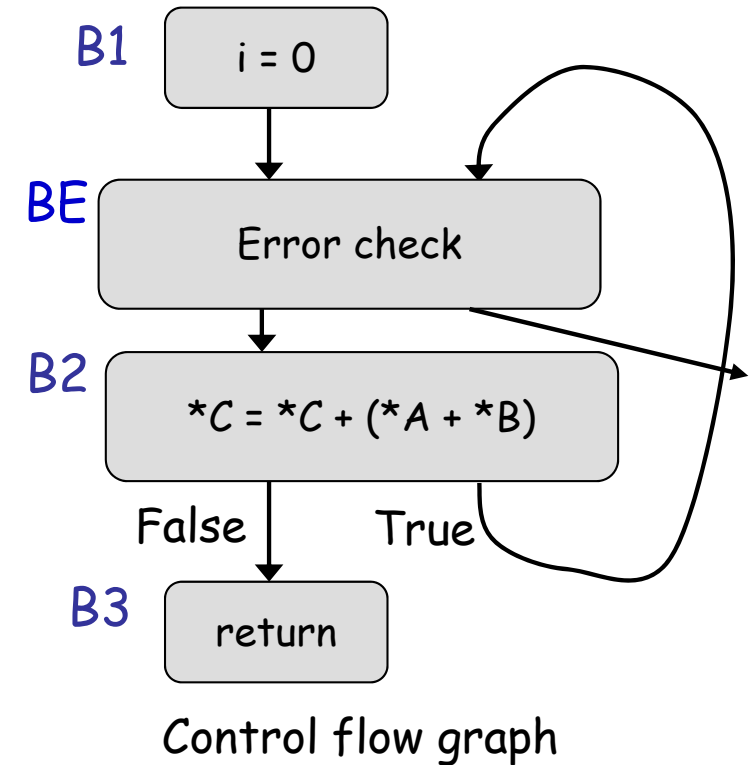 B1
i = 0
BE
Error check
B2
*C = *C + (*A + *B)
False
True
B3
return
Control flow graph